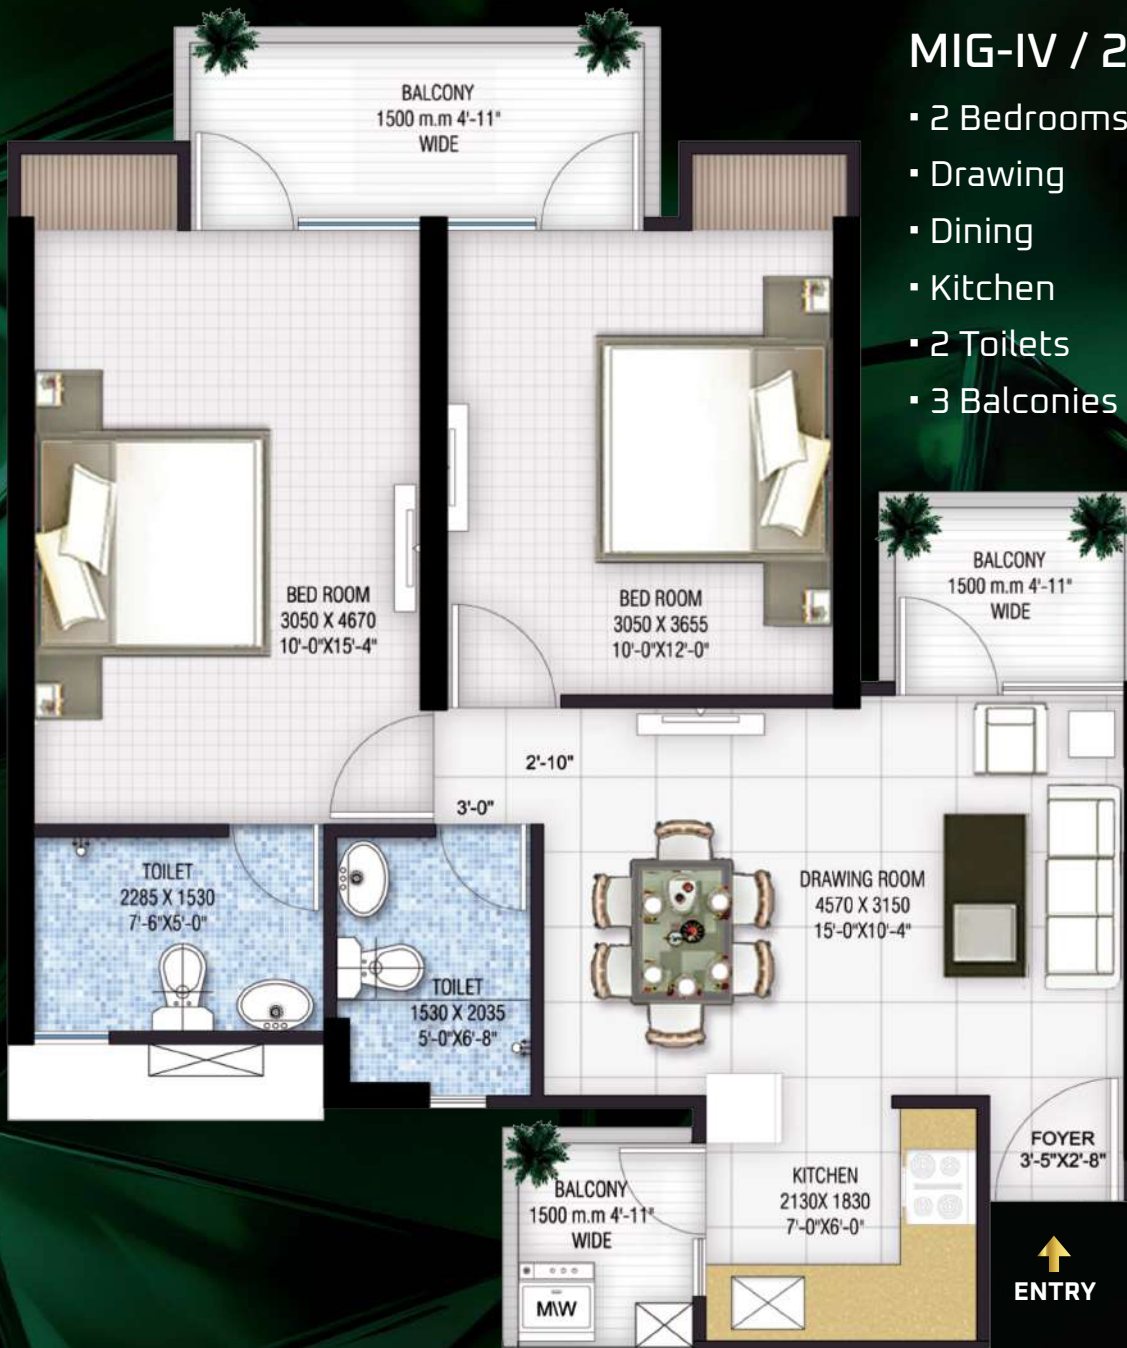 MIG-IV / 2
▪ 2 Bedrooms
▪ Drawing
▪ Dining
▪ Kitchen
▪ 2 Toilets
▪ 3 Balconies
BALCONY
1500 m.m 4'-11"
WIDE
BALCONY
1500 m.m 4'-11"
WIDE
BED ROOM
3050 X 4670
10'-0"X15'-4"
BED ROOM
3050 X 3655
10'-0"X12'-0"
2'-10"
3'-0"
TOILET
2285 X 1530
7'-6"X5'-0"
DRAWING ROOM
4570 X 3150
15'-0"X10'-4"
TOILET
1530 X 2035
5'-0"X6'-8"
FOYER
3'-5"X2'-8"
KITCHEN
2130X 1830
7'-0"X6'-0"
BALCONY
1500 m.m 4'-11"
WIDE
M\W
ENTRY